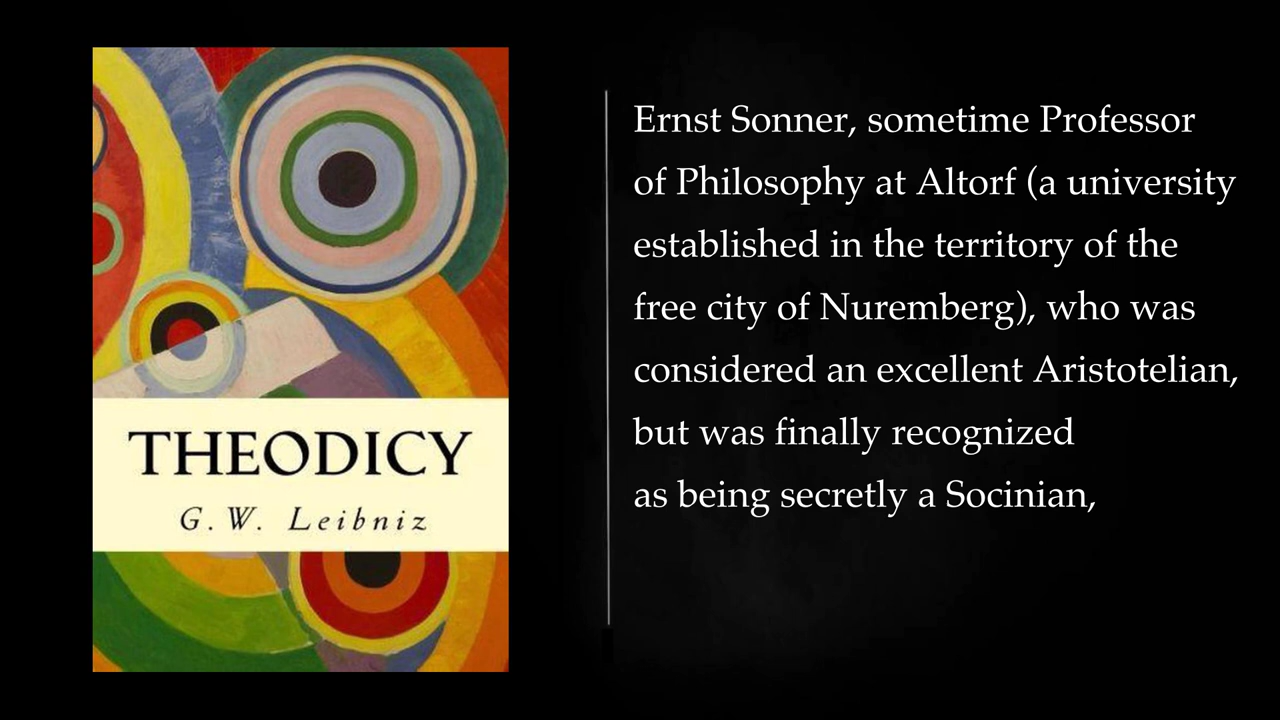 THEODICY
G.W. Leibniz
Ernst Sonner, sometime Professor
of Philosophy at Altorf (a university
established in the territory of the
free city of Nuremberg), who was
considered an excellent Aristotelian,
but was finally recognized
as being secretly a Socinian,